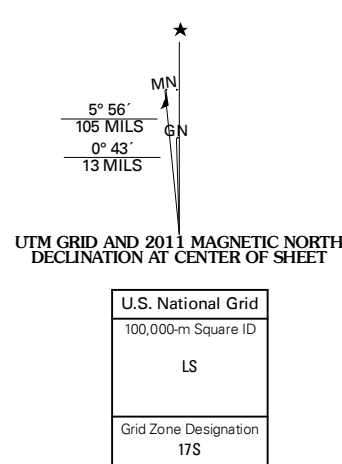 ★
MN
5° 56´
105 MILS
GN
0° 43´
13 MILS
UTM GRID AND 2011 MAGNETIC NORTH
DECLINATION AT CENTER OF SHEET
U.S. National Grid
100,000-m Square ID
LS
Grid Zone Designation
17S